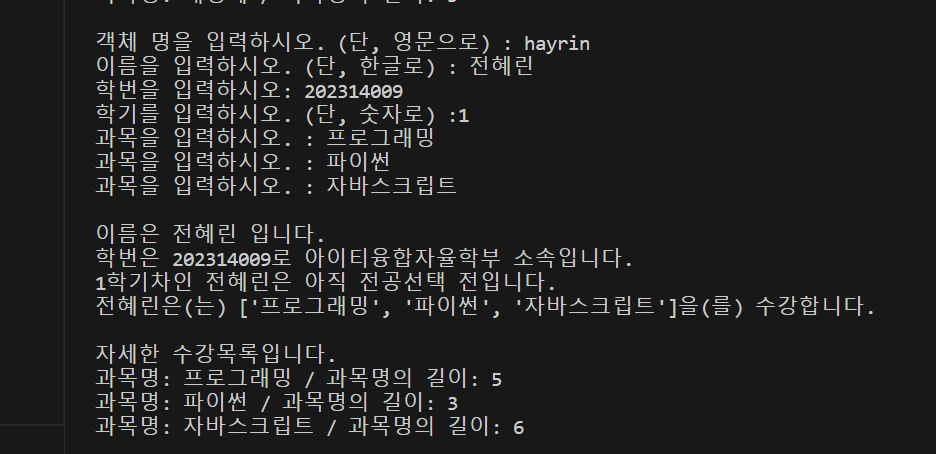 객체 명을 입력하시오. (단, 영문으로) : hayrin
이름을 입력하시오. (단, 한글로) : 전혜린
학번을 입력하시오: 202314009
학기를 입력하시오. (단, 숫자로) :1
과목을 입력하시오. : 프로그래밍
과목을 입력하시오. : 파이썬
과목을 입력하시오. : 자바스크립트
이름은 전혜린 입니다.
학번은 202314009로 아이티융합자율학부 소속입니다.
1학기차인 전혜린은 아직 전공선택 전입니다.
전혜린은(는) ['프로그래밍', '파이썬', '자바스크립트']을(를) 수강합니다.
자세한 수강목록입니다.
과목명: 프로그래밍 / 과목명의 길이: 5
과목명: 파이썬 / 과목명의 길이: 3
과목명: 자바스크립트 / 과목명의 길이: 6